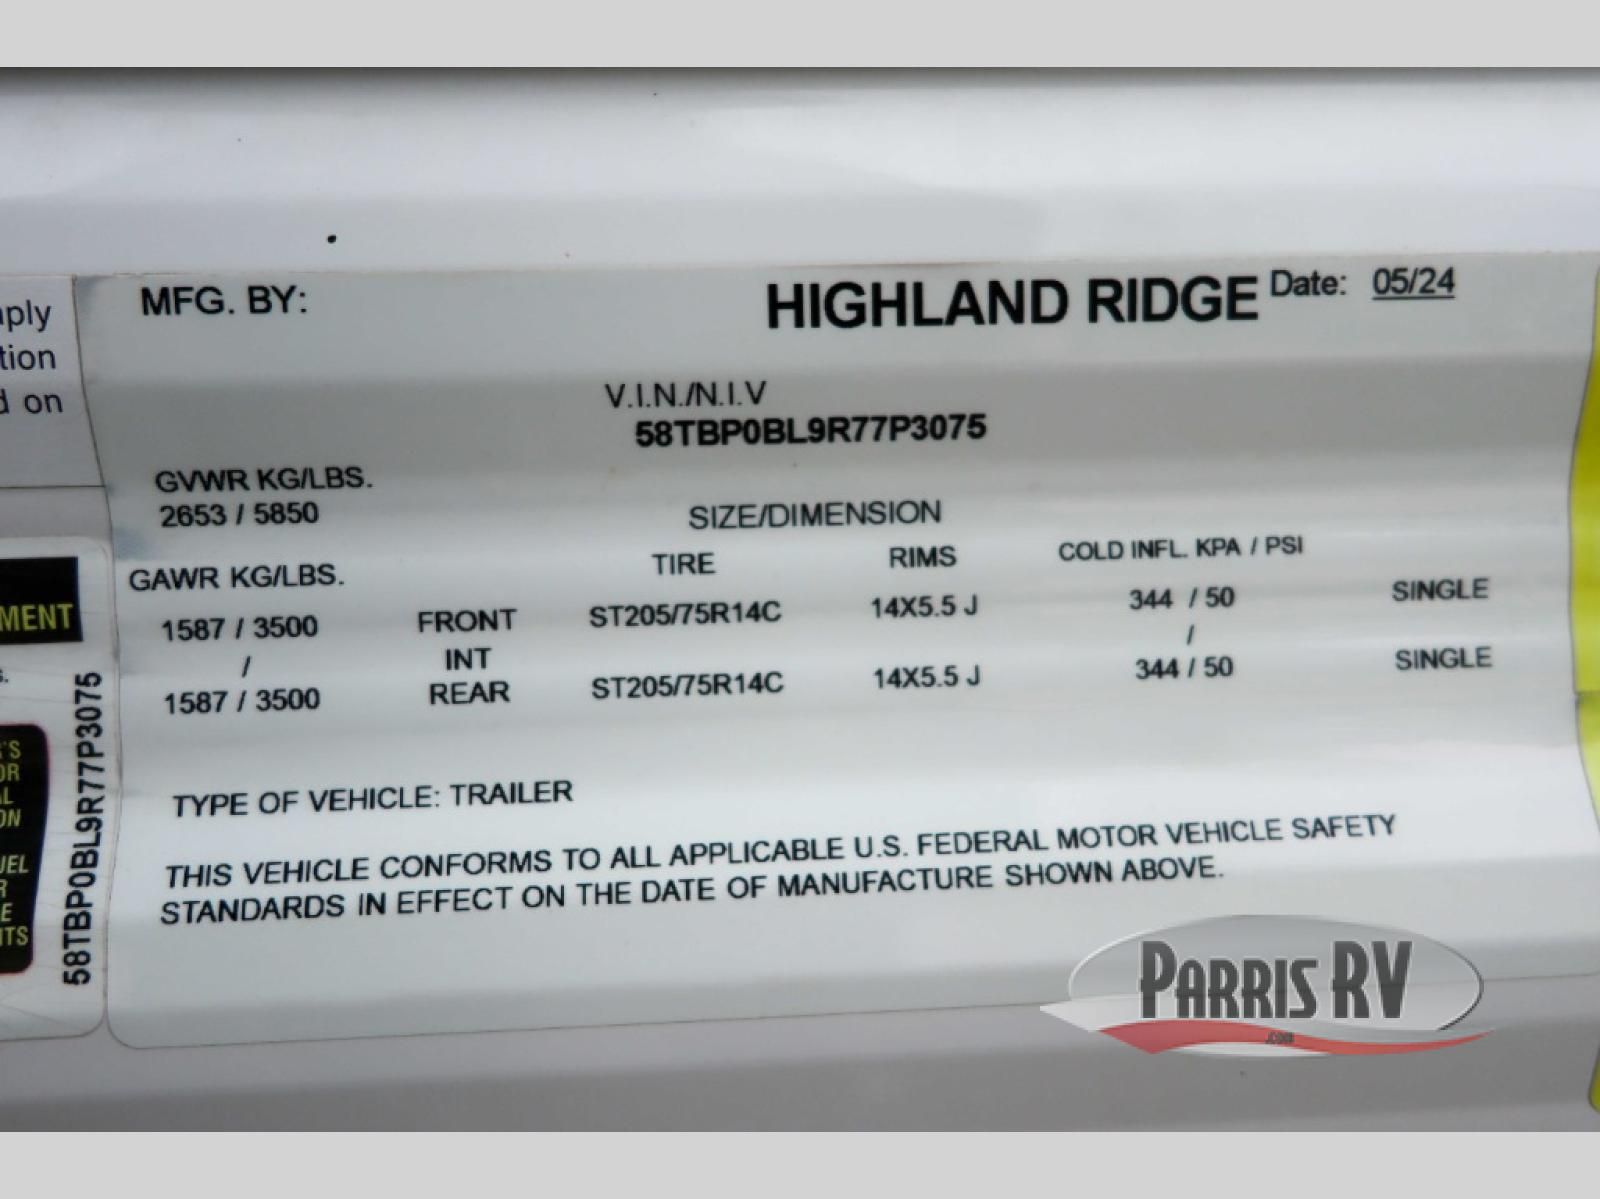 MFG. BY: HIGHLAND RIDGE Date: 05/24
V.I.N./N.I.V
58TBP0BL9R77P3075
GVWR KG/LBS.
2653 / 5850
SIZE/DIMENSION
GAWR KG/LBS. TIRE RIMS COLD INFL. KPA / PSI
1587 / 3500 FRONT ST205/75R14C 14X5.5 J 344 / 50 SINGLE
/ INT /
1587 / 3500 REAR ST205/75R14C 14X5.5 J 344 / 50 SINGLE
TYPE OF VEHICLE: TRAILER
THIS VEHICLE CONFORMS TO ALL APPLICABLE U.S. FEDERAL MOTOR VEHICLE SAFETY
STANDARDS IN EFFECT ON THE DATE OF MANUFACTURE SHOWN ABOVE.
58TBP0BL9R77P3075
on
PARRIS RV
.com